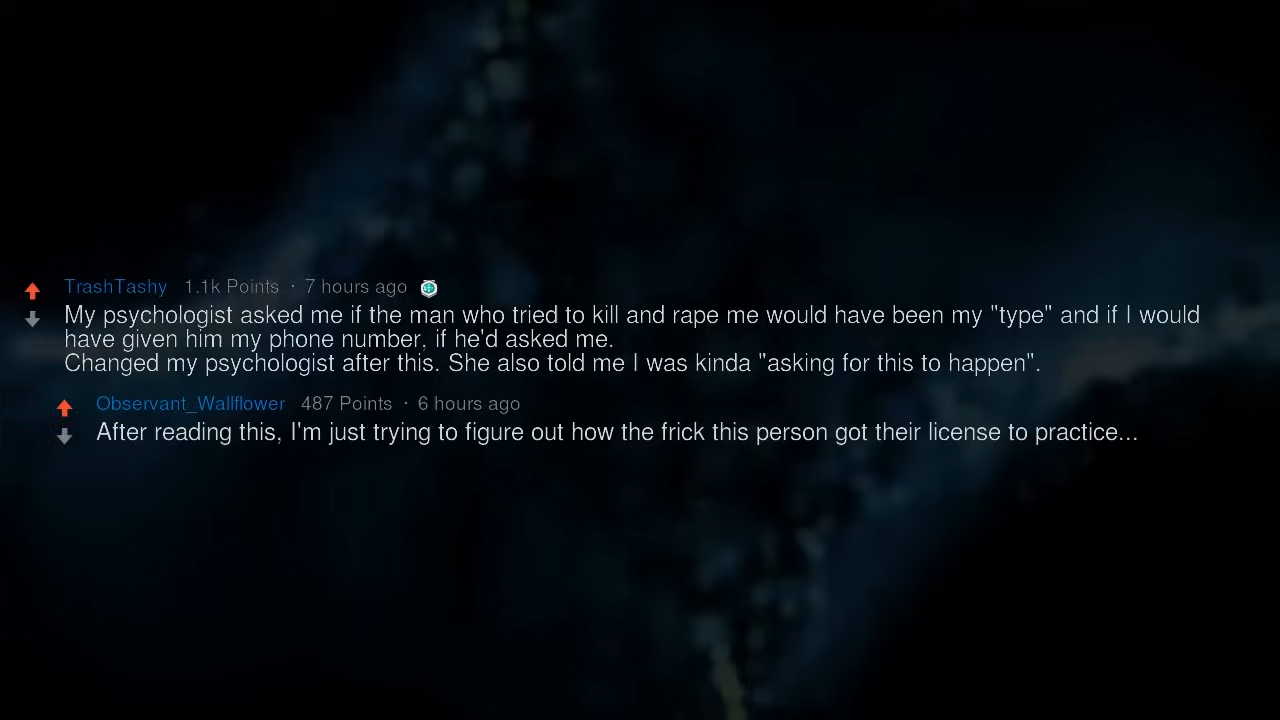 TrashTashy 1.1k Points · 7 hours ago
My psychologist asked me if the man who tried to kill and rape me would have been my "type" and if I would
have given him my phone number, if he'd asked me.
Changed my psychologist after this. She also told me I was kinda "asking for this to happen".
Observant_Wallflower 487 Points · 6 hours ago
After reading this, I'm just trying to figure out how the frick this person got their license to practice...